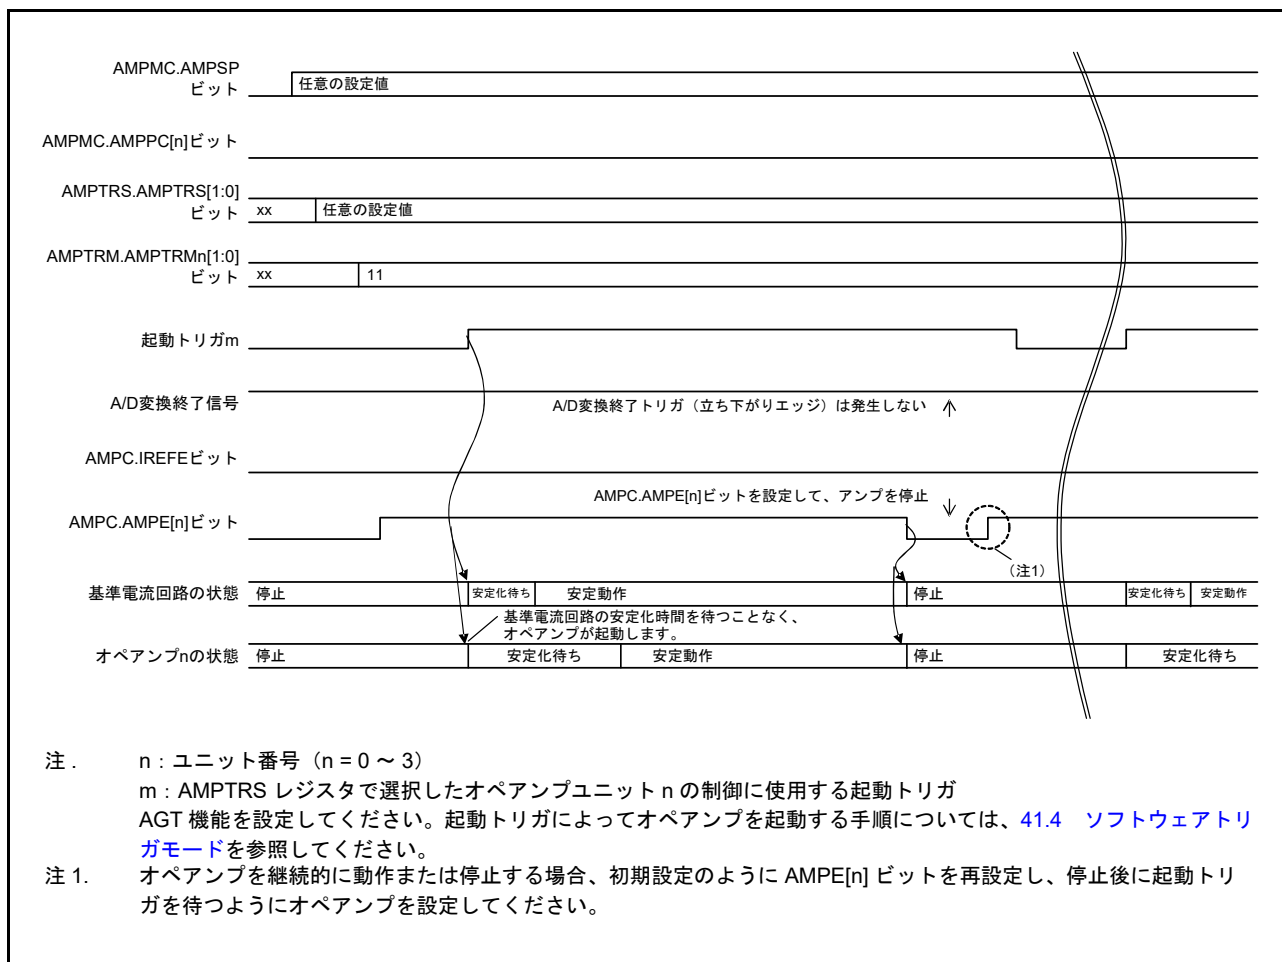 AMPMC.AMPSP
ビット
任意の設定値
AMPMC.AMPPC[n]ビット
AMPTRS.AMPTRS[1:0]
ビット
xx
任意の設定値
AMPTRM.AMPTRMn[1:0]
ビット
xx
11
起動トリガm
A/D変換終了信号
A/D変換終了トリガ（立ち下がりエッジ）は発生しない
AMPC.IREFEビット
AMPC.AMPE[n]ビットを設定して、アンプを停止
AMPC.AMPE[n]ビット
（注1）
基準電流回路の状態
停止
安定化待ち
安定動作
停止
安定化待ち
安定動作
基準電流回路の安定化時間を待つことなく、
オペアンプが起動します。
オペアンプnの状態
停止
安定化待ち
安定動作
停止
安定化待ち
注 . n：ユニット番号（n = 0 ～ 3）
m：AMPTRS レジスタで選択したオペアンプユニット n の制御に使用する起動トリガ
AGT 機能を設定してください。起動トリガによってオペアンプを起動する手順については、41.4 ソフトウェアトリ
ガモードを参照してください。
注 1. オペアンプを継続的に動作または停止する場合、初期設定のように AMPE[n] ビットを再設定し、停止後に起動トリ
ガを待つようにオペアンプを設定してください。